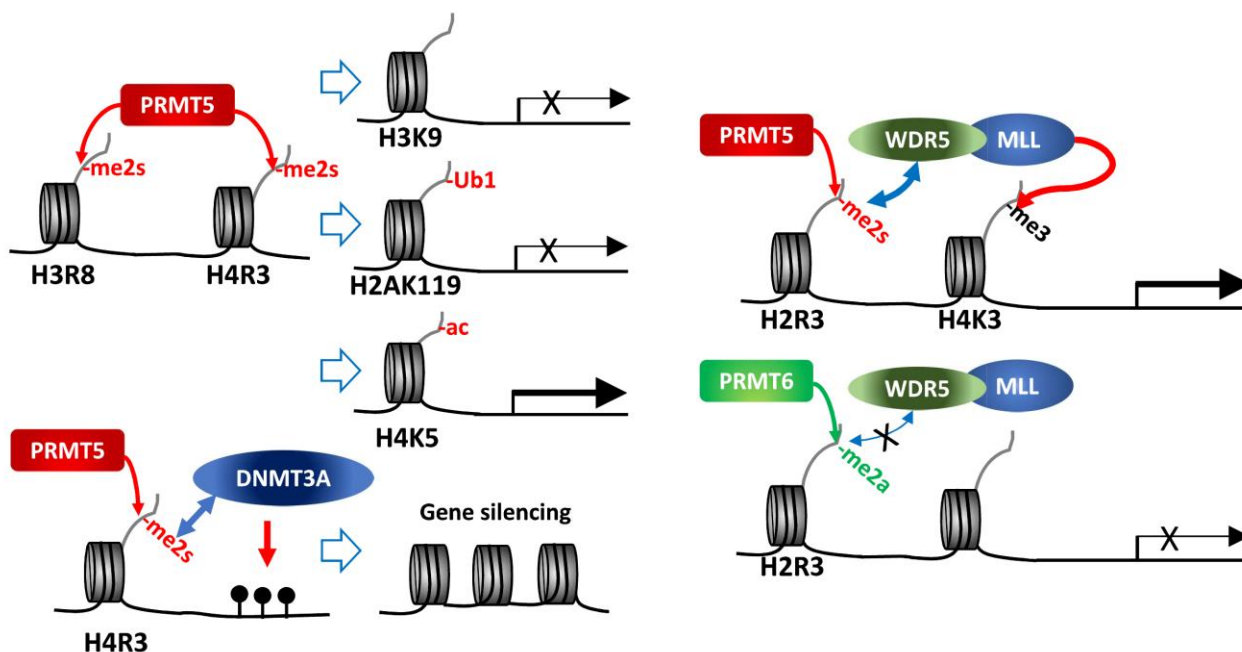 PRMT5
-me2s
-me2s
H3R8
H4R3
H3K9
X
-Ub1
H2AK119
X
-ac
H4K5
PRMT5
DNMT3A
-me2s
H4R3
Gene silencing
PRMT5
WDR5
MLL
-me2s
-me3
H2R3
H4K3
PRMT6
WDR5
MLL
X
-me2a
H2R3
X